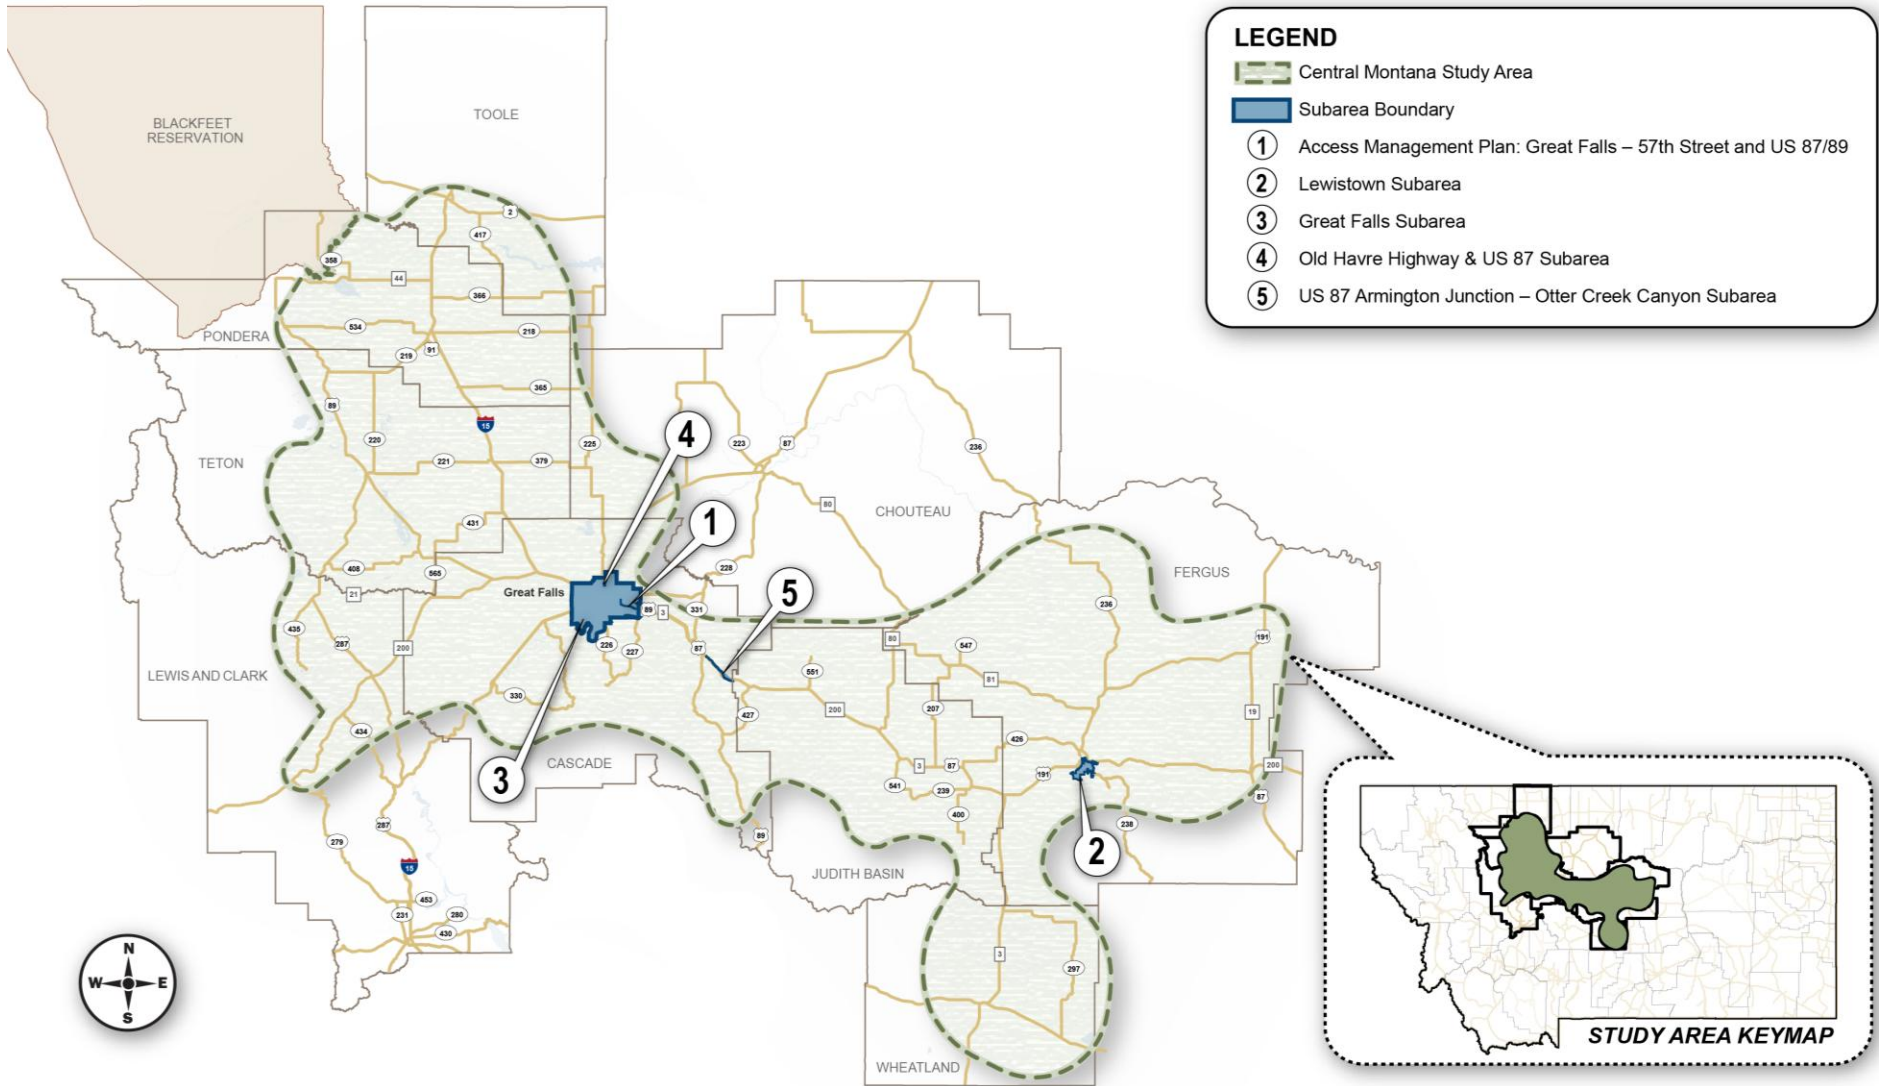 LEGEND
Central Montana Study Area
Subarea Boundary
1 Access Management Plan: Great Falls – 57th Street and US 87/89
2 Lewistown Subarea
3 Great Falls Subarea
4 Old Havre Highway & US 87 Subarea
5 US 87 Armington Junction – Otter Creek Canyon Subarea
BLACKFEET
RESERVATION
TOOLE
2
417
358
44
366
534
218
PONDERA
219
91
365
89
15
220
225
4
223
87
236
TETON
221
379
80
CHOUTEAU
431
1
408
565
228
FERGUS
Great Falls
21
5
89
3
331
236
435
287
226
227
87
80
547
191
200
LEWIS AND CLARK
551
81
330
427
200
207
19
434
426
CASCADE
3
87
191
200
3
541
239
87
400
238
287
89
279
2
15
JUDITH BASIN
453
231
280
430
3
297
N
W E
S
WHEATLAND
STUDY AREA KEYMAP